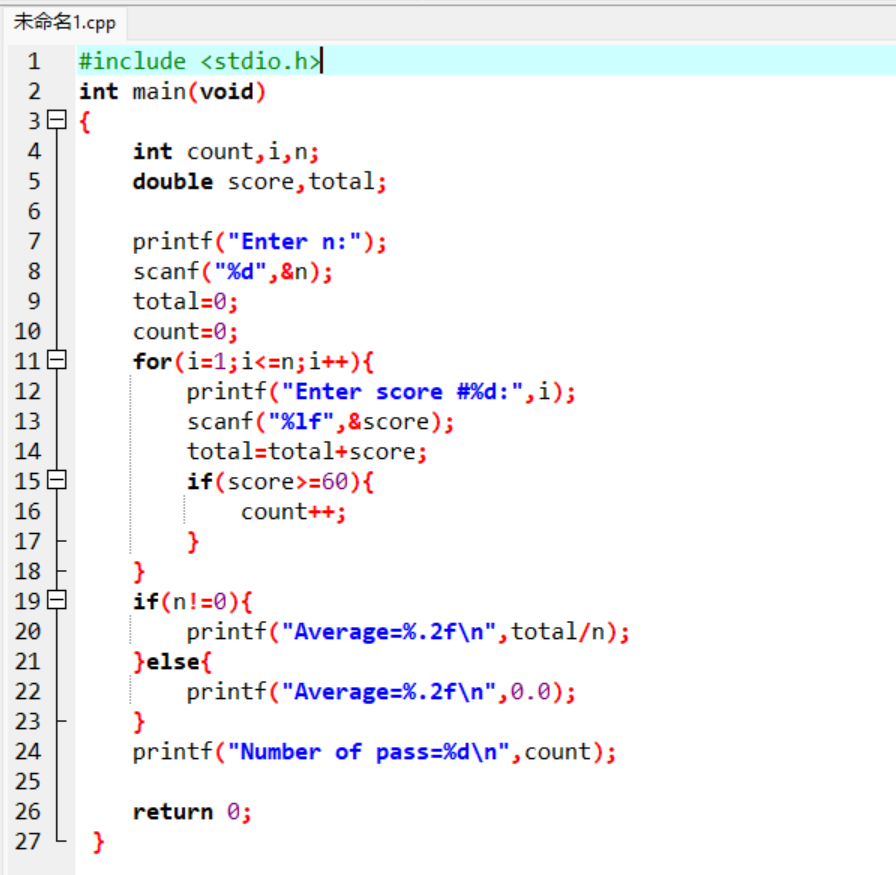 未命名1.cpp
1 #include <stdio.h>
2 int main(void)
3 {
4     int count,i,n;
5     double score,total;
6
7     printf("Enter n:");
8     scanf("%d",&n);
9     total=0;
10     count=0;
11     for(i=1;i<=n;i++){
12         printf("Enter score #%d:",i);
13         scanf("%lf",&score);
14         total=total+score;
15         if(score>=60){
16             count++;
17         }
18     }
19     if(n!=0){
20         printf("Average=%.2f\n",total/n);
21     }else{
22         printf("Average=%.2f\n",0.0);
23     }
24     printf("Number of pass=%d\n",count);
25
26     return 0;
27  }